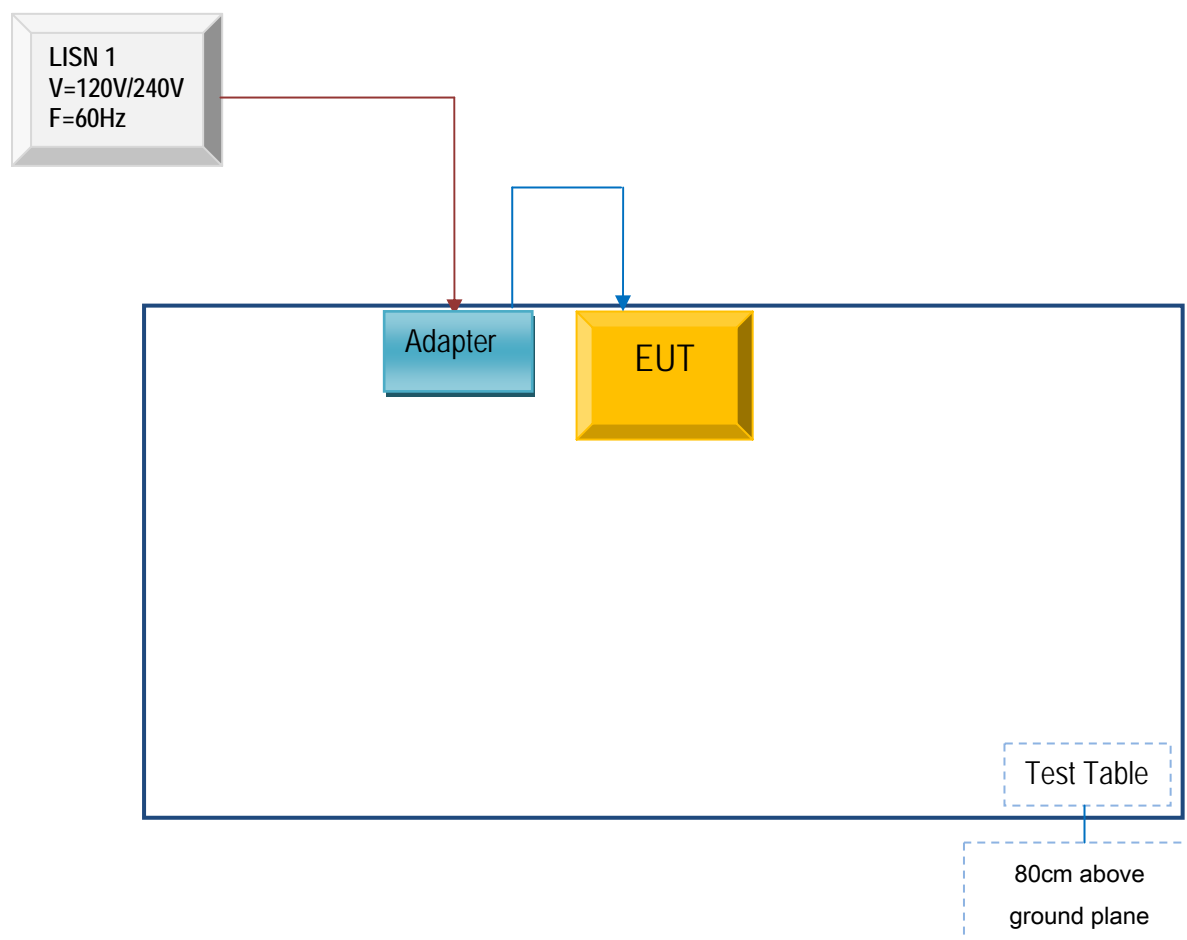 LISN 1
V=120V/240V
F=60Hz
Adapter
EUT
Test Table
80cm above
ground plane